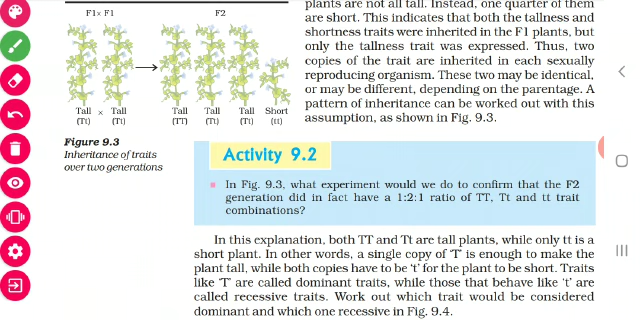 F1× F1
F2
Tall × Tall
(Tt) (Tt)
Tall Tall Tall Short
(TT) (Tt) (Tt) (tt)
Figure 9.3
Inheritance of traits
over two generations
plants are not all tall. Instead, one quarter of them
are short. This indicates that both the tallness and
shortness traits were inherited in the F1 plants, but
only the tallness trait was expressed. Thus, two
copies of the trait are inherited in each sexually
reproducing organism. These two may be identical,
or may be different, depending on the parentage. A
pattern of inheritance can be worked out with this
assumption, as shown in Fig. 9.3.
Activity 9.2
In Fig. 9.3, what experiment would we do to confirm that the F2
generation did in fact have a 1:2:1 ratio of TT, Tt and tt trait
combinations?
In this explanation, both TT and Tt are tall plants, while only tt is a
short plant. In other words, a single copy of 'T' is enough to make the
plant tall, while both copies have to be 't' for the plant to be short. Traits
like 'T' are called dominant traits, while those that behave like 't' are
called recessive traits. Work out which trait would be considered
dominant and which one recessive in Fig. 9.4.